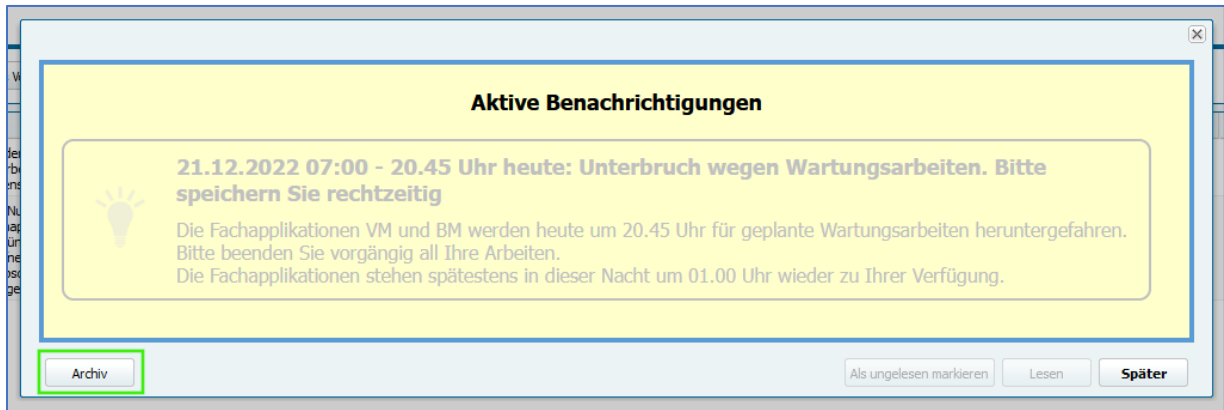 Aktive Benachrichtigungen
21.12.2022 07:00 - 20.45 Uhr heute: Unterbruch wegen Wartungsarbeiten. Bitte
speichern Sie rechtzeitig
Die Fachapplikationen VM und BM werden heute um 20.45 Uhr für geplante Wartungsarbeiten heruntergefahren.
Bitte beenden Sie vorgängig all Ihre Arbeiten.
Die Fachapplikationen stehen spätestens in dieser Nacht um 01.00 Uhr wieder zu Ihrer Verfügung.
Archiv Als ungelesen markieren Lesen Später